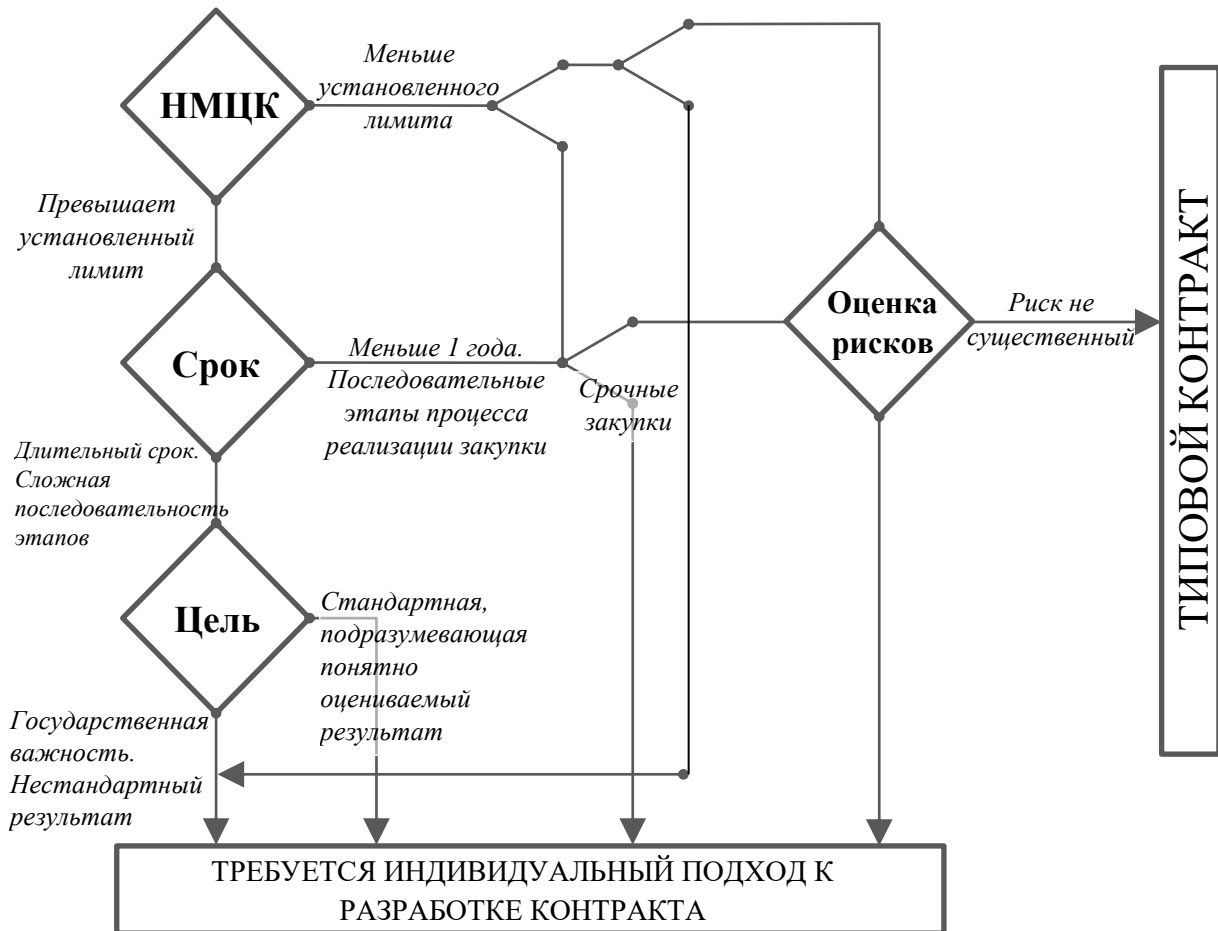 НМЦК
Меньше
установленного
лимита
Превышает
установленный
лимит
Срок
Меньше 1 года.
Последовательные
этапы процесса
реализации закупки
Срочные
закупки
Оценка
рисков
Риск не
существенный
ТИПОВОЙ КОНТРАКТ
Длительный срок.
Сложная
последовательность
этапов
Цель
Стандартная,
подразумевающая
понятно
оцениваемый
результат
Государственная
важность.
Нестандартный
результат
ТРЕБУЕТСЯ ИНДИВИДУАЛЬНЫЙ ПОДХОД К
РАЗРАБОТКЕ КОНТРАКТА